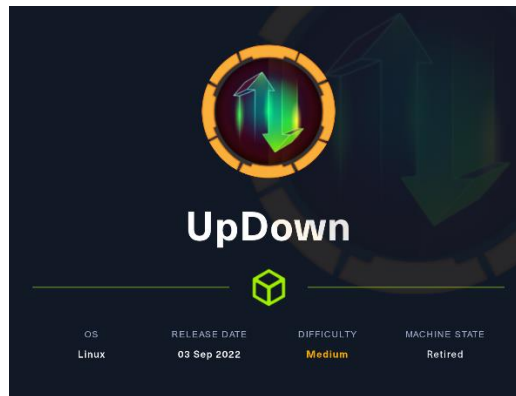 UpDown
OS RELEASE DATE DIFFICULTY MACHINE STATE
Linux 03 Sep 2022 Medium Retired